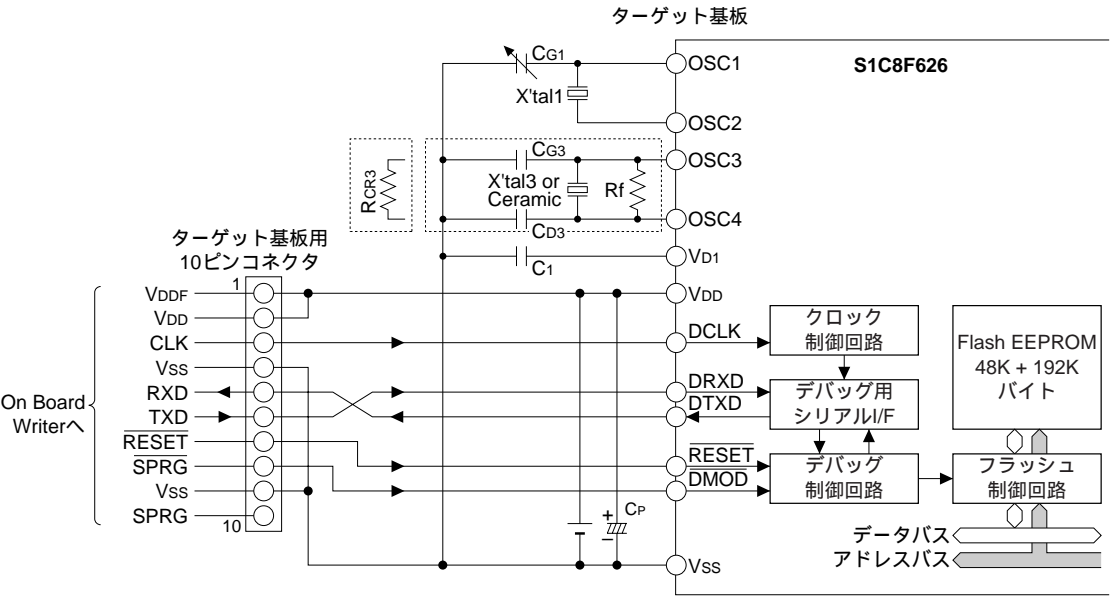 ターゲット基板
S1C8F626
CG1
OSC1
X'tal1
OSC2
CG3
OSC3
RCR3
X'tal3 or
Ceramic
Rf
OSC4
CD3
C1
VD1
ターゲット基板用
10ピンコネクタ
1
VDDF
VDD
CLK
VSS
RXD
TXD
RESET
SPRG
VSS
SPRG
10
On Board
Writerへ
+
CP
−
VDD
DCLK
DRXD
DTXD
RESET
DMOD
VSS
クロック
制御回路
デバッグ用
シリアルI/F
デバッグ
制御回路
Flash EEPROM
48K + 192K
バイト
フラッシュ
制御回路
データバス
アドレスバス